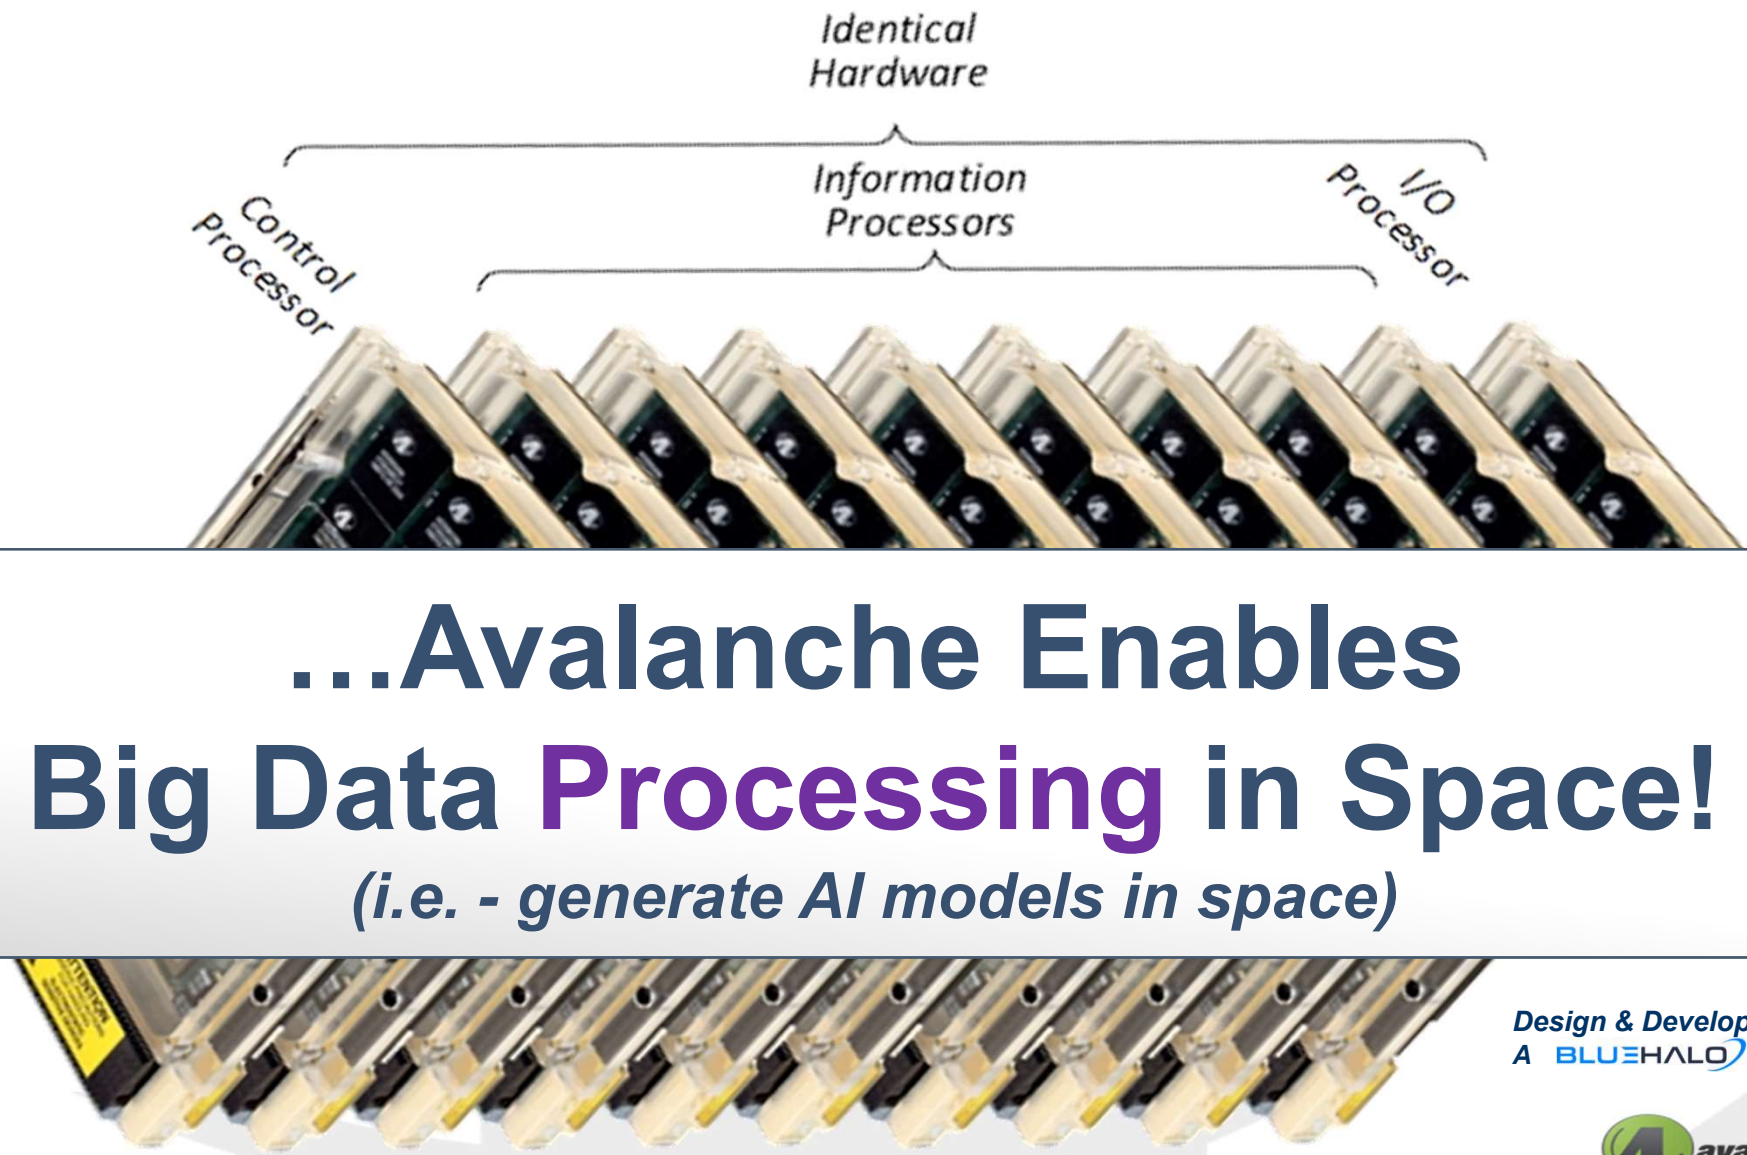 Identical
Hardware
Information
Processors
Control
Processor
I/O
Processor
…Avalanche Enables
Big Data Processing in Space!
(i.e. - generate AI models in space)
Design & Develop
A BLUEHALO
ava